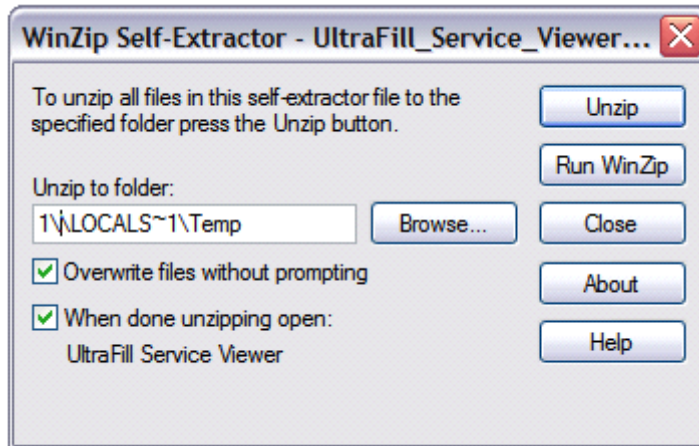 WinZip Self-Extractor - UltraFill_Service_Viewer...
To unzip all files in this self-extractor file to the
specified folder press the Unzip button.
Unzip
Run WinZip
Unzip to folder:
1\j\LOCALS~1\Temp
Browse...
Close
Overwrite files without prompting
About
When done unzipping open:
UltraFill Service Viewer
Help